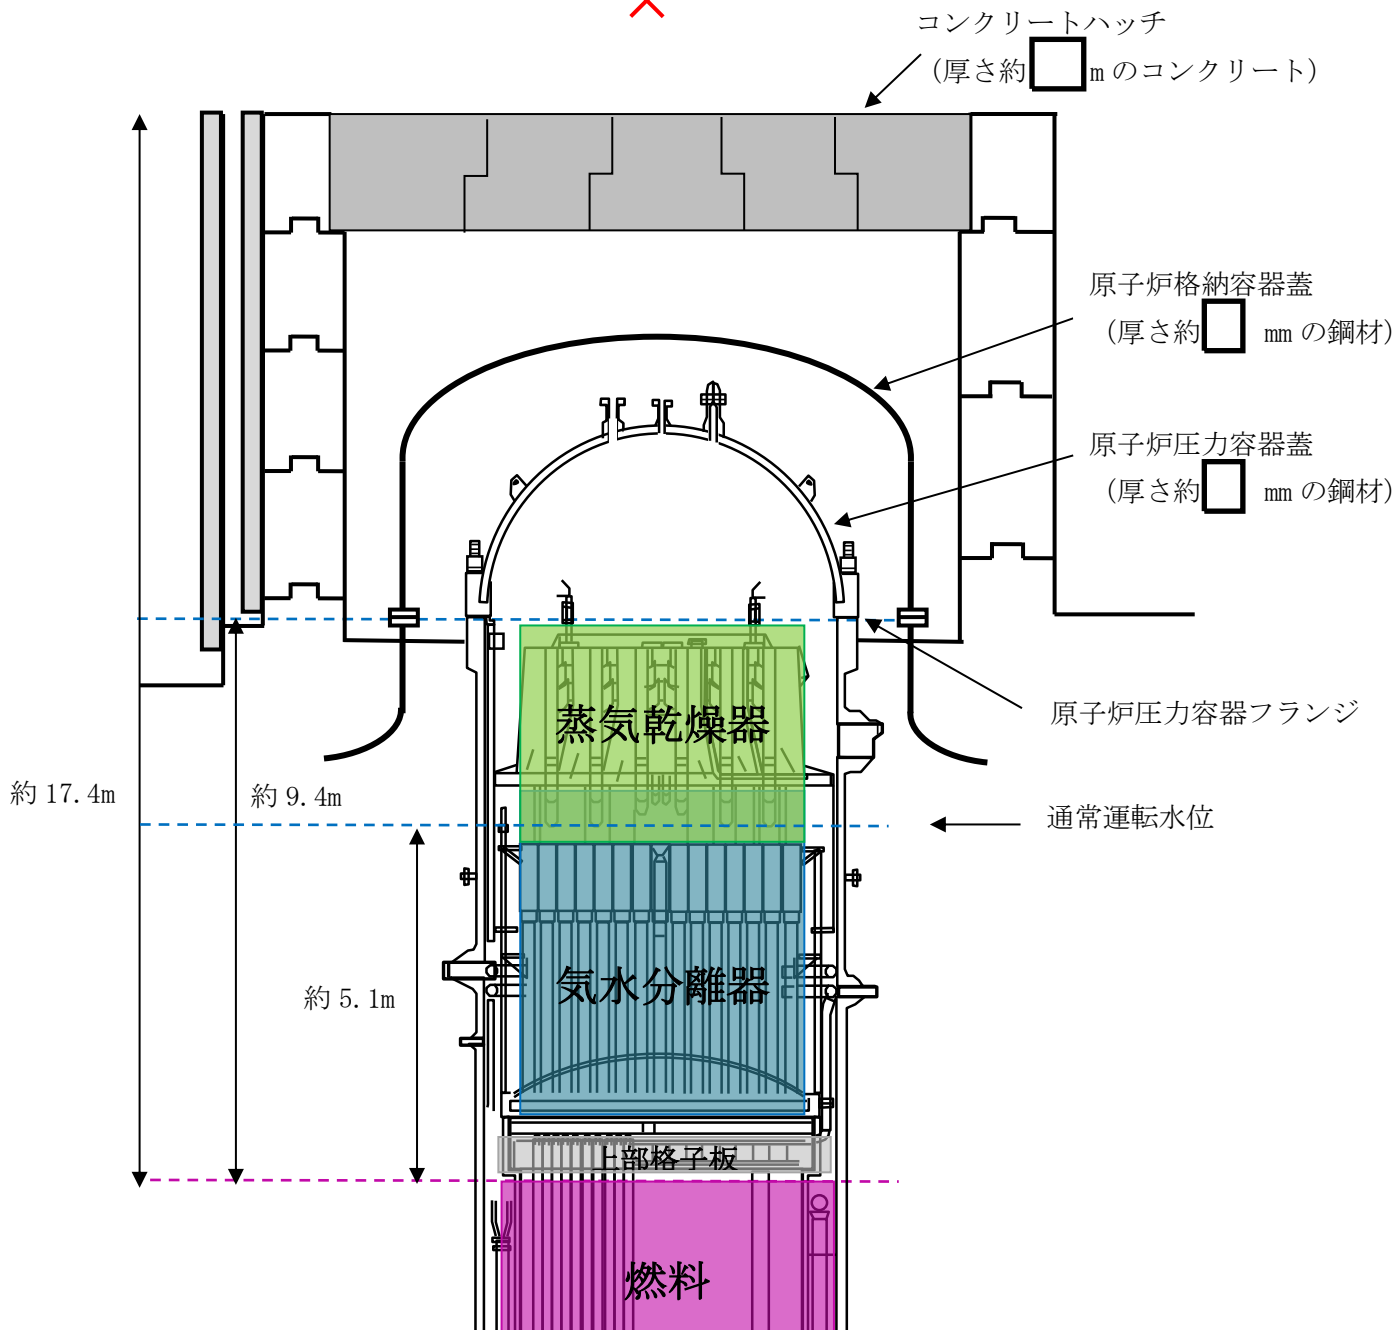 コンクリートハッチ
（厚さ約 m のコンクリート）
原子炉格納容器蓋
（厚さ約 mm の鋼材）
原子炉圧力容器蓋
（厚さ約 mm の鋼材）
蒸気乾燥器
原子炉圧力容器フランジ
約 17.4m
約 9.4m
通常運転水位
気水分離器
約 5.1m
上部格子板
燃料